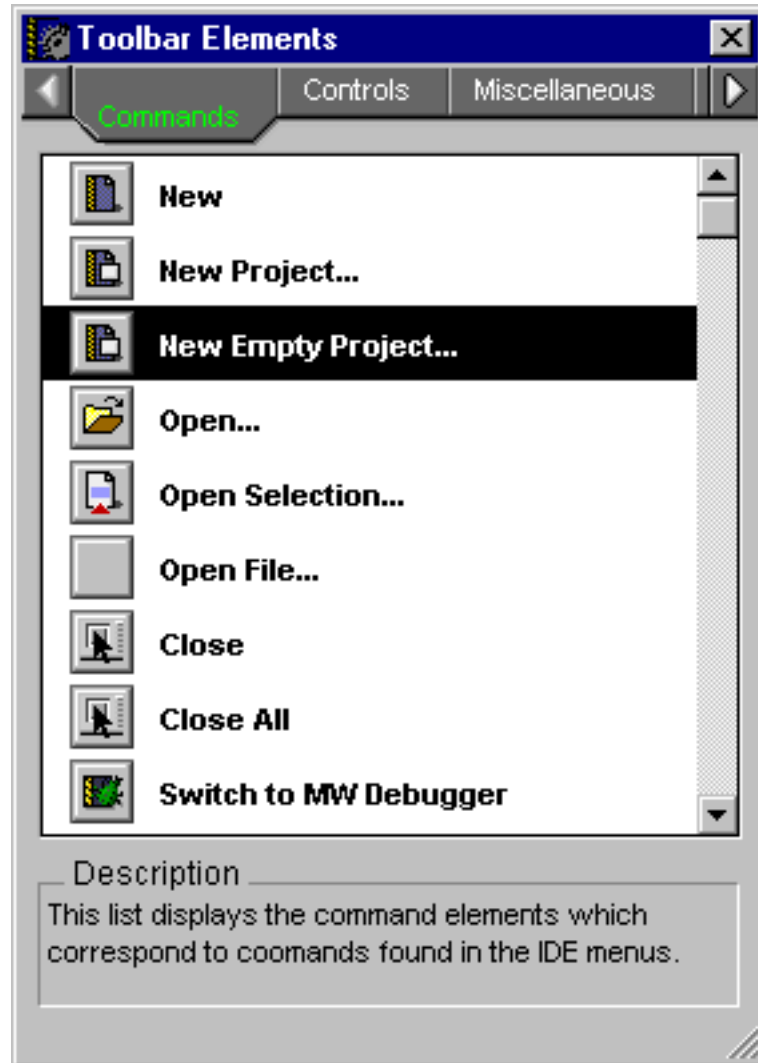 Toolbar Elements
Commands
Controls
Miscellaneous
New
New Project...
New Empty Project...
Open...
Open Selection...
Open File...
Close
Close All
Switch to MW Debugger
Description
This list displays the command elements which
correspond to coomands found in the IDE menus.